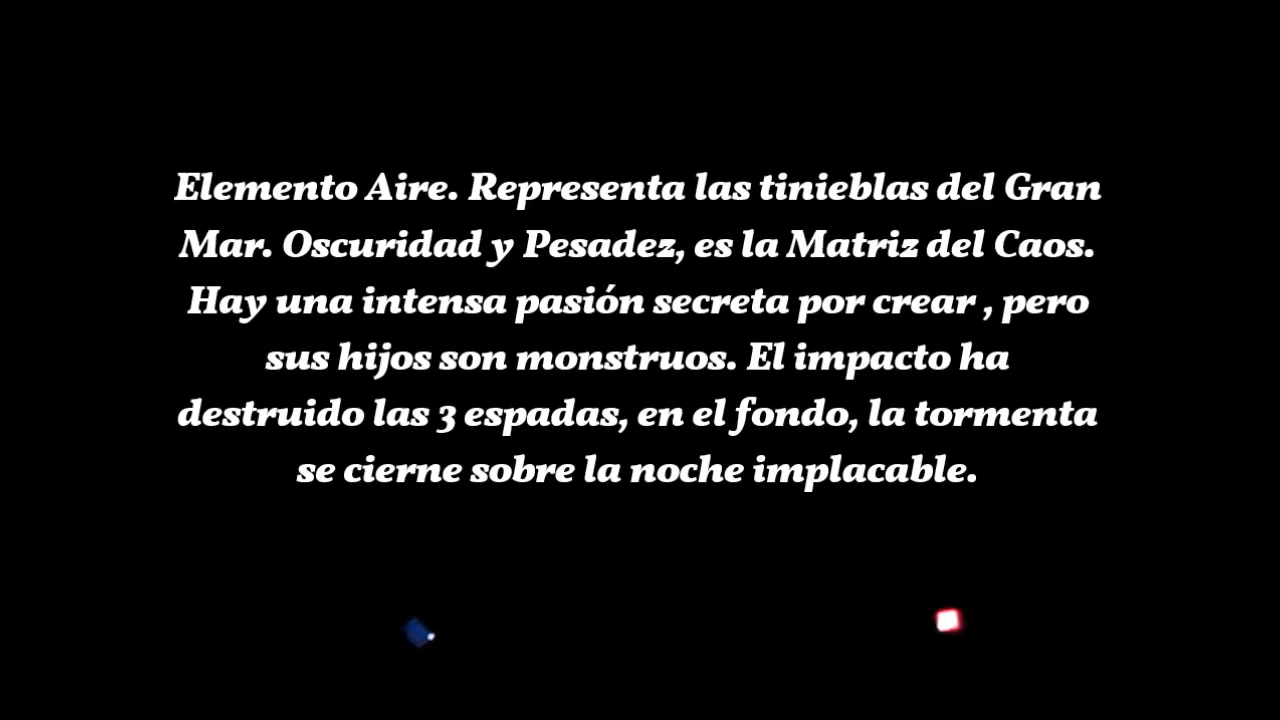 Elemento Aire. Representa las tinieblas del Gran
Mar. Oscuridad y Pesadez, es la Matriz del Caos.
Hay una intensa pasión secreta por crear , pero
sus hijos son monstruos. El impacto ha
destruido las 3 espadas, en el fondo, la tormenta
se cierne sobre la noche implacable.